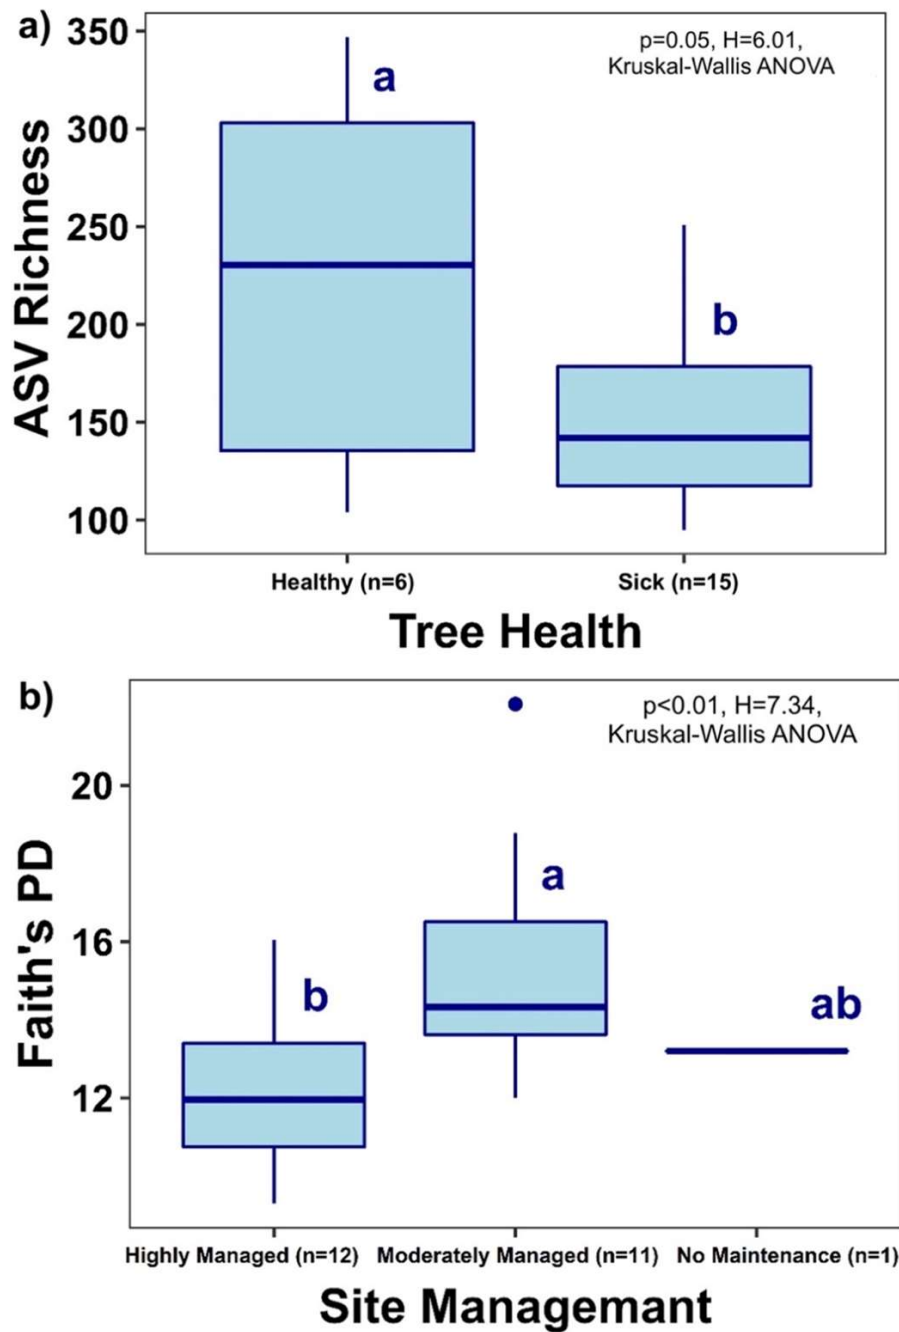 a)
350
300
250
200
150
100
ASV Richness
p=0.05, H=6.01,
Kruskal-Wallis ANOVA
a
b
Healthy (n=6)
Sick (n=15)
Tree Health
b)
20
16
12
Faith's PD
p<0.01, H=7.34,
Kruskal-Wallis ANOVA
b
a
ab
Highly Managed (n=12)
Moderately Managed (n=11)
No Maintenance (n=1)
Site Managemant